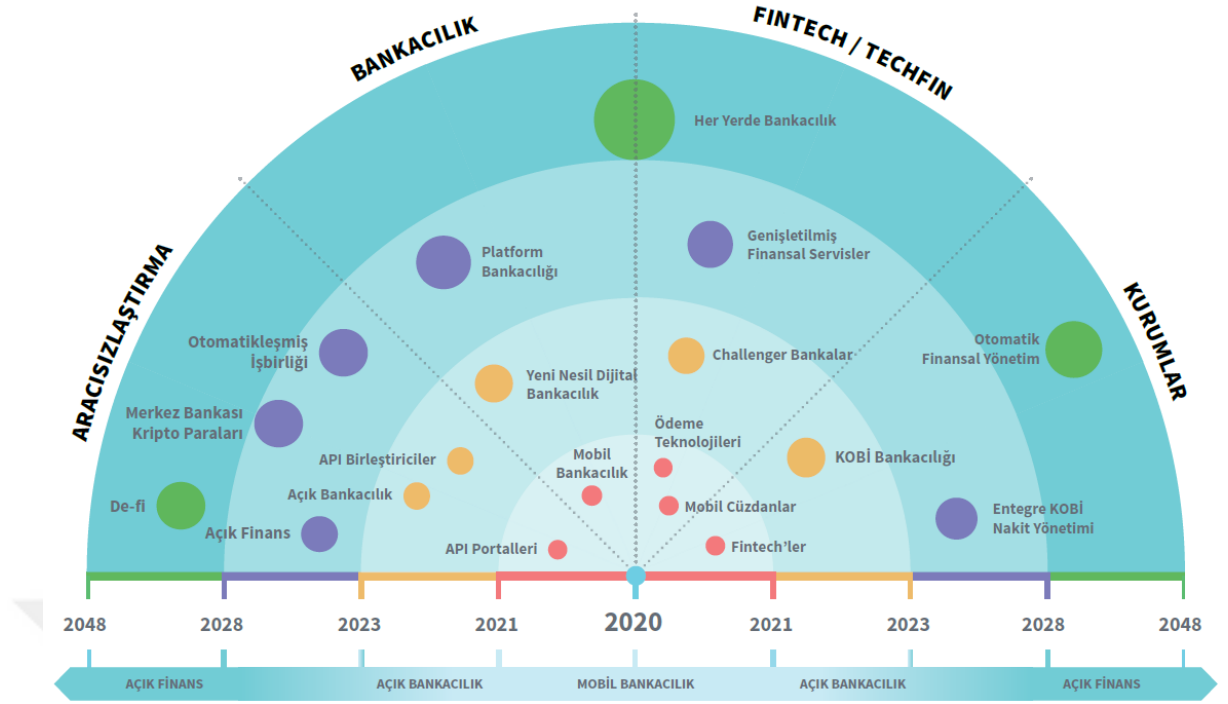 BANKACILIK
FINTECH / TECHFIN
ARACISIZLAŞTIRMA
KURUMLAR
Her Yerde Bankacılık
Platform
Bankacılığı
Genişletilmiş
Finansal Servisler
Otomatikleşmiş
İşbirliği
Otomatik
Finansal Yönetim
Challenger Bankalar
Yeni Nesil Dijital
Bankacılık
Merkez Bankası
Kripto Paraları
Ödeme
Teknolojileri
Mobil
Bankacılık
API Birleştiriciler
KOBİ Bankacılığı
Açık Bankacılık
De-fi
Mobil Cüzdanlar
Entegre KOBİ
Nakit Yönetimi
Açık Finans
API Portalleri
Fintech’ler
2048
2028
2023
2021
2020
2021
2023
2028
2048
AÇIK FİNANS
AÇIK BANKACILIK
MOBİL BANKACILIK
AÇIK BANKACILIK
AÇIK FİNANS